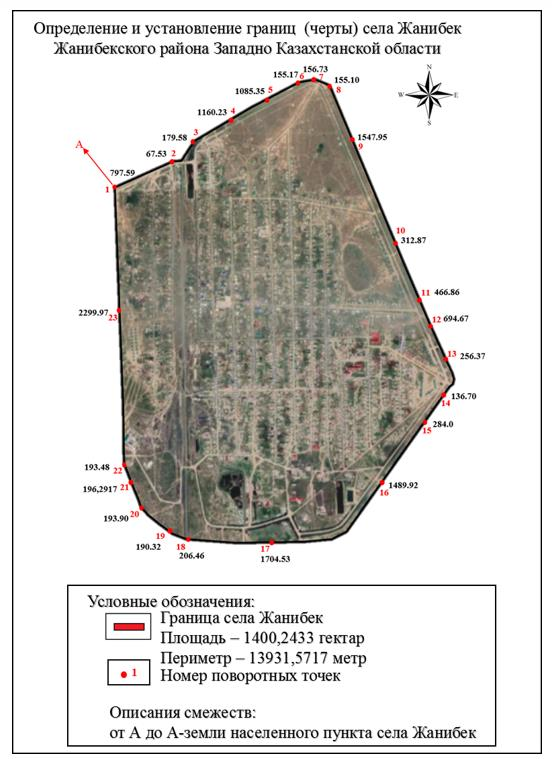 Определение и установление границ (черты) села Жанибек
Жанибекского района Западно Казахстанской области
N
W E
S
A
156.73
155.17 6 7 155.10
8
1085.35 5
1160.23 4
179.58 3
67.53 2
797.59
1
1547.95
9
10
312.87
11 466.86
12 694.67
13 256.37
136.70
14
284.0
15
1489.92
16
2299.97
23
193.48 22
196,2917 21
20
193.90
19
190.32
18
206.46
17
1704.53
Условные обозначения:
Граница села Жанибек
Площадь – 1400,2433 гектар
Периметр – 13931,5717 метр
1 Номер поворотных точек
Описания смежеств:
от А до А-земли населенного пункта села Жанибек